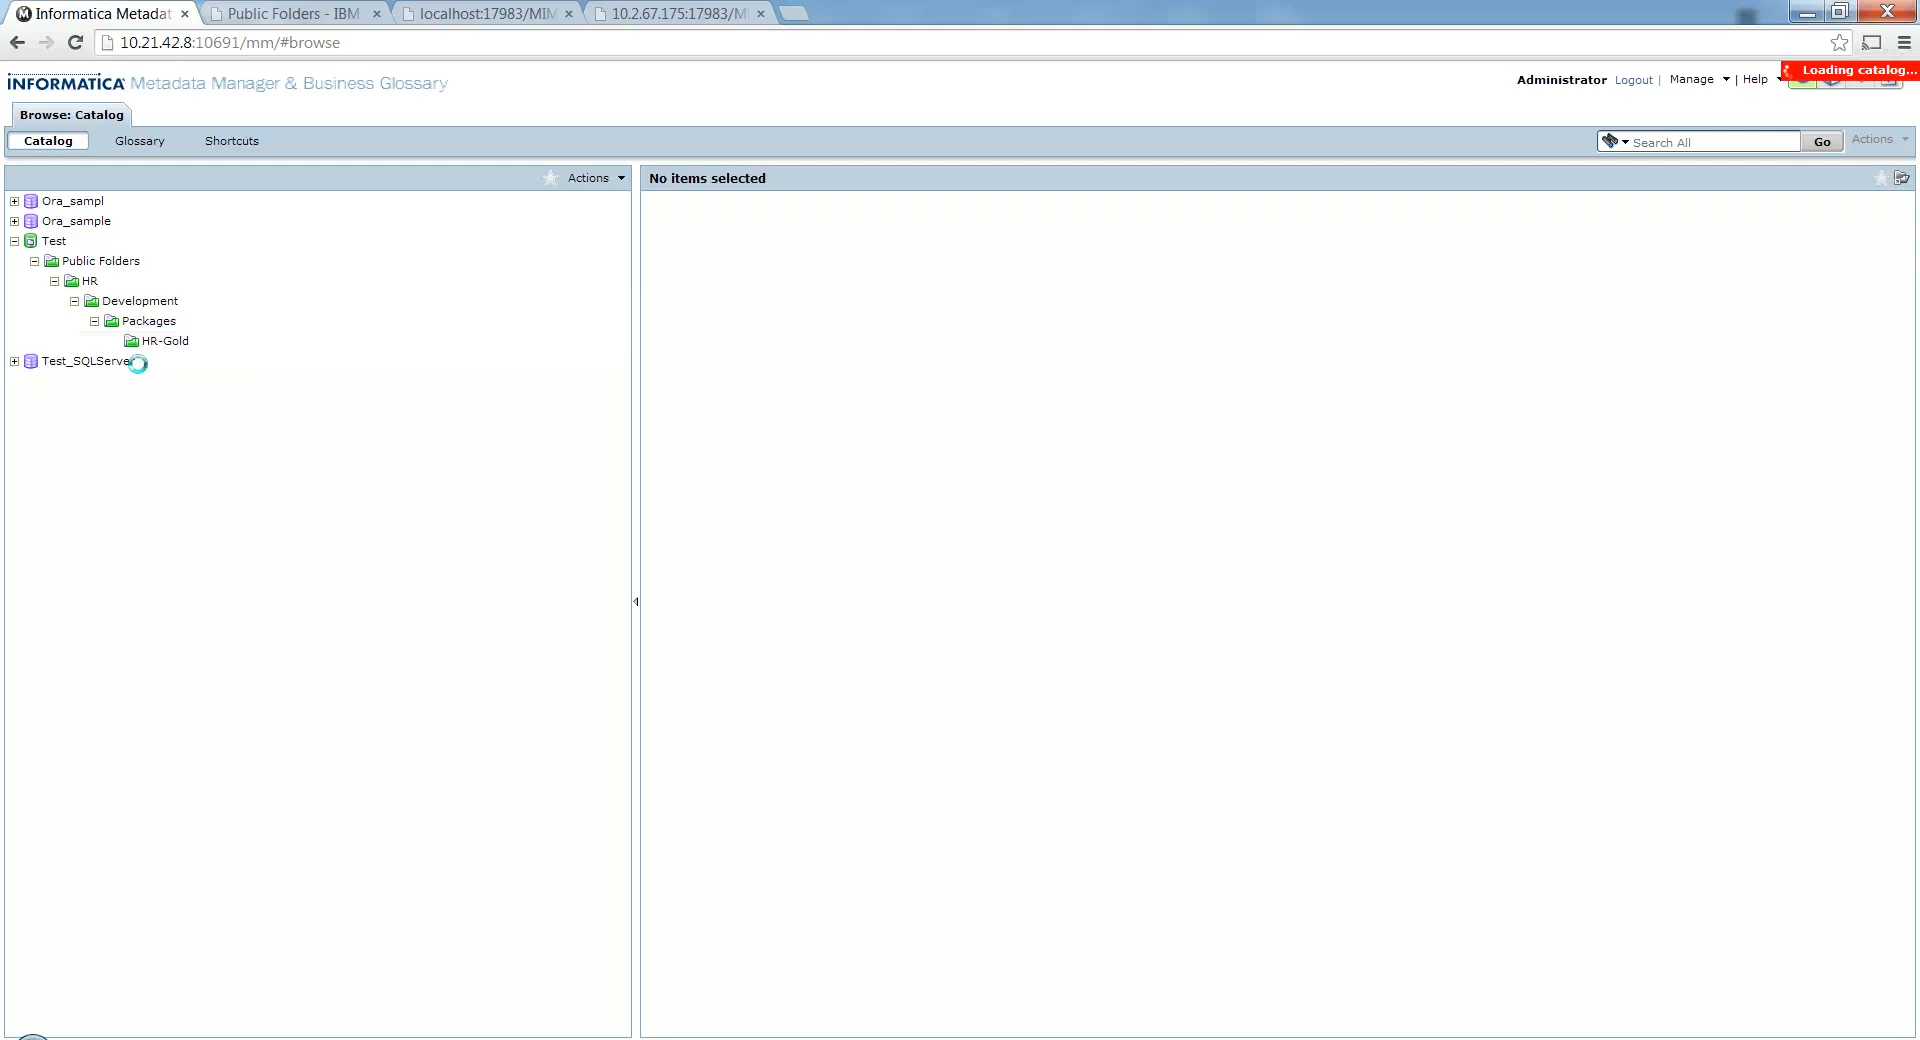 Informatica Metadat
Public Folders - IBM
localhost:17983/MIM
10.2.67.175:17983/M
10.21.42.8:10691/mm/#browse
INFORMATICA Metadata Manager & Business Glossary
Administrator Logout | Manage | Help
Loading catalog...
Browse: Catalog
Catalog Glossary Shortcuts
Search All Go Actions
Actions
No items selected
Ora_sampl
Ora_sample
Test
Public Folders
HR
Development
Packages
HR-Gold
Test_SQLServe